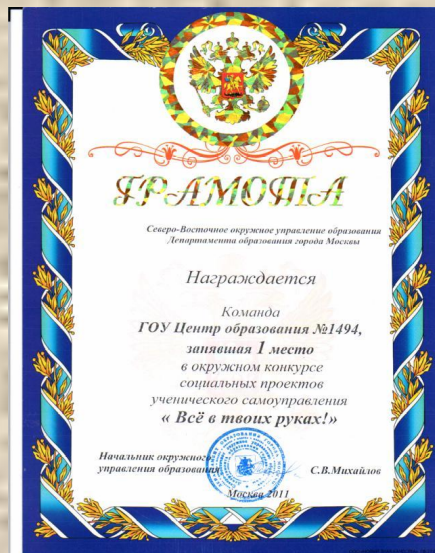 ГРАМОТА
Северо-Восточное окружное управление образования
Департамента образования города Москвы
Награждается
Команда
ГОУ Центр образования №1494,
занявшая 1 место
в окружном конкурсе
социальных проектов
ученического самоуправления
« Всё в твоих руках!»
Начальник окружного
управления образования С.В.Михайлов
Москва 2011